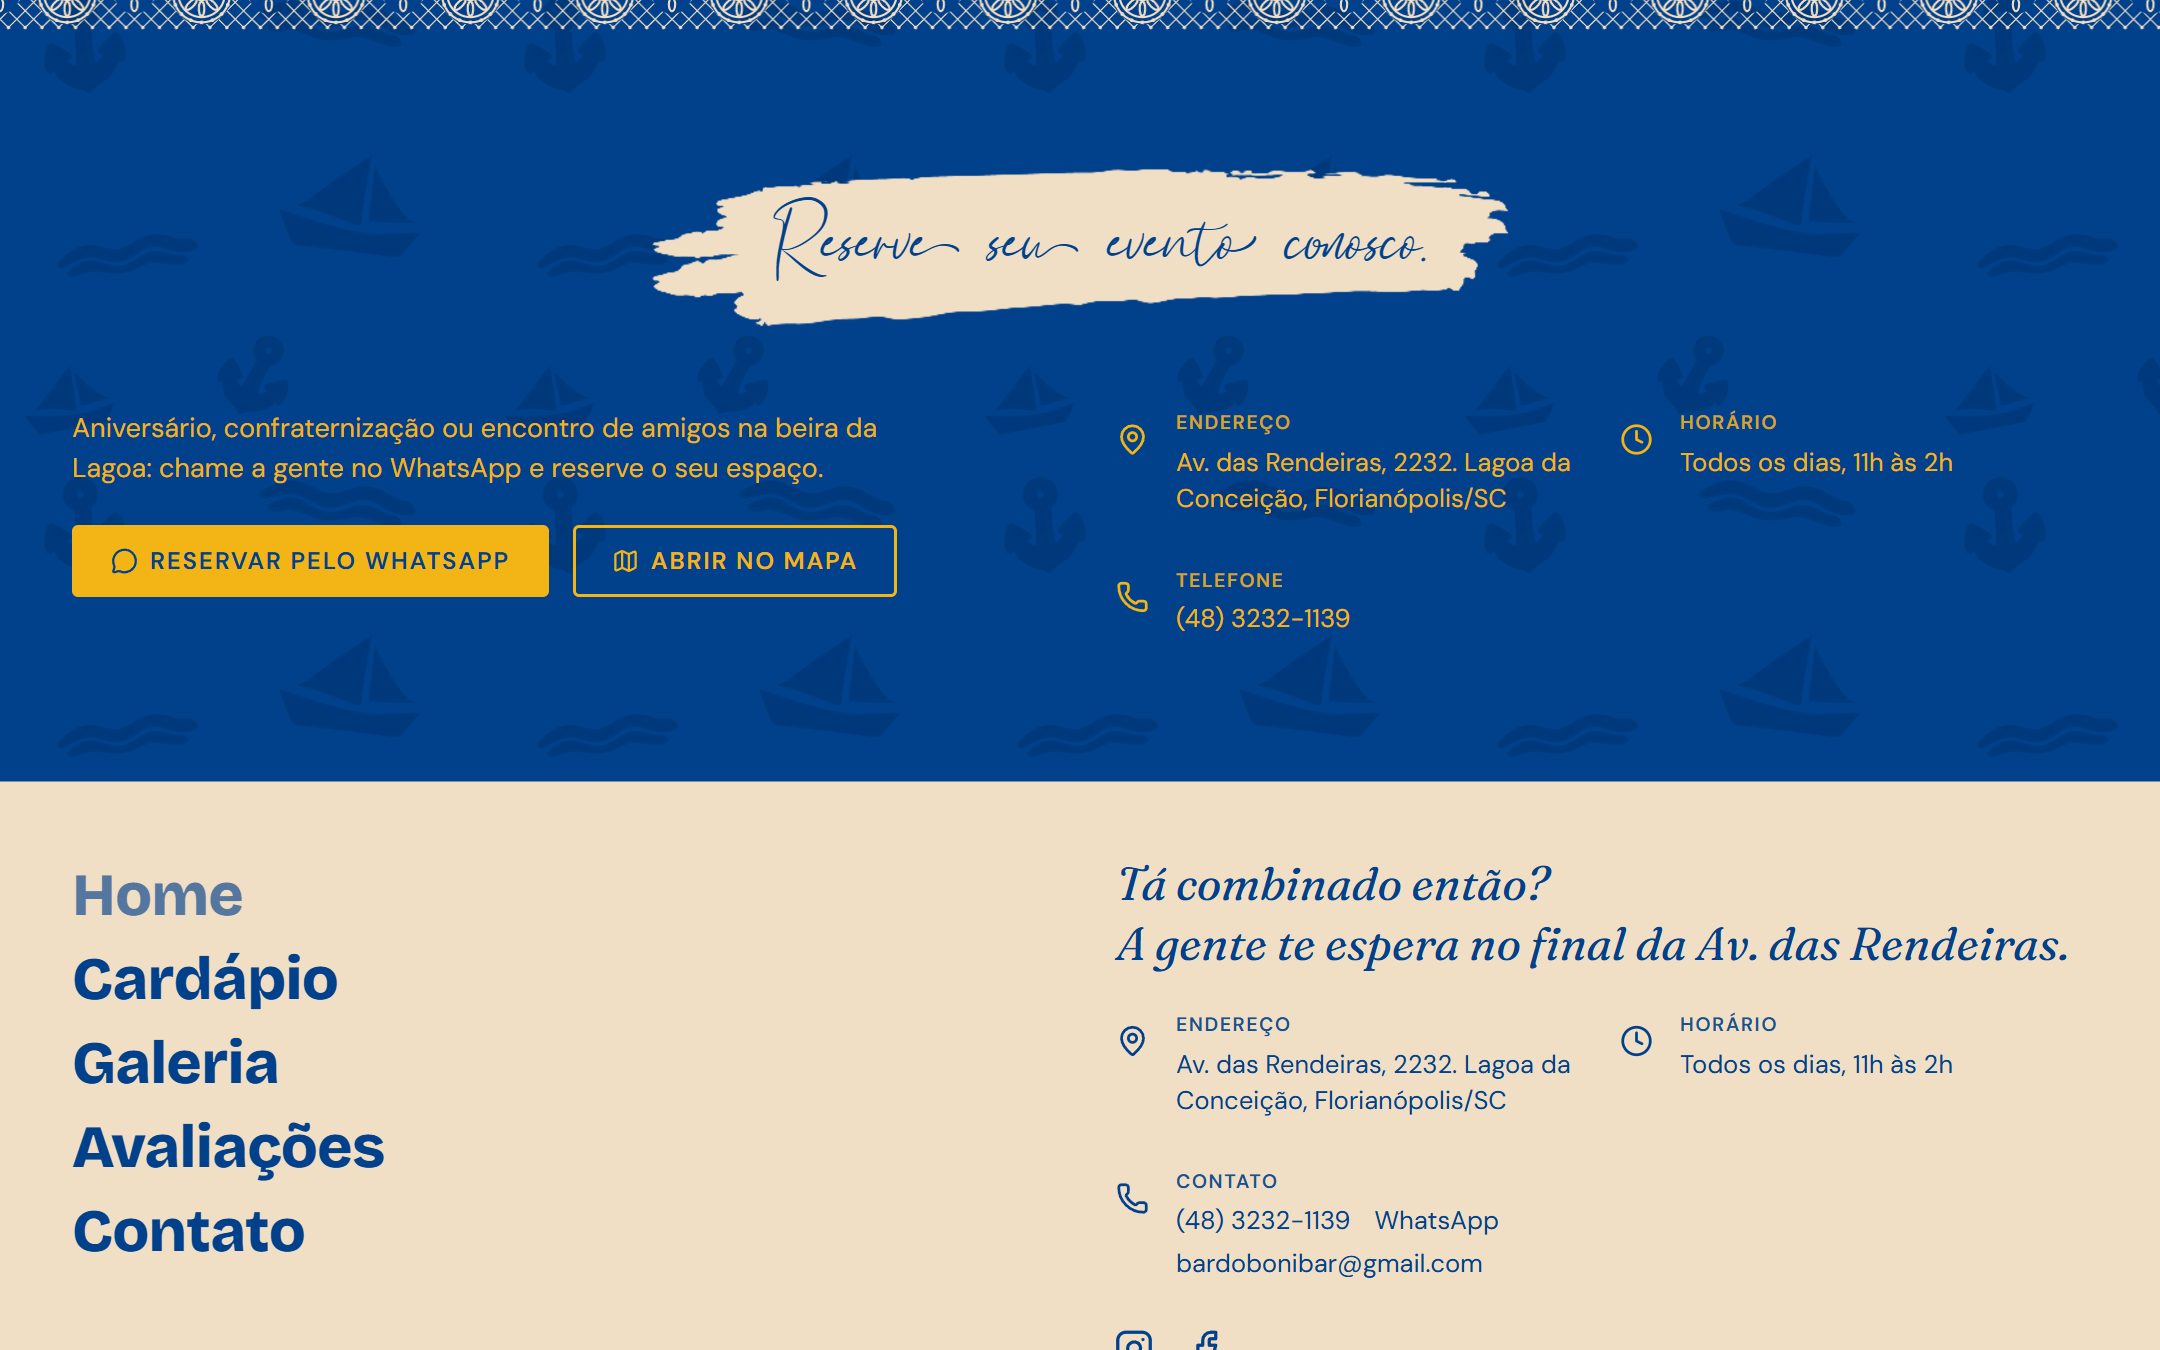 Reserve seu evento conosco.
Aniversário, confraternização ou encontro de amigos na beira da
Lagoa: chame a gente no WhatsApp e reserve o seu espaço.
RESERVAR PELO WHATSAPP
ABRIR NO MAPA
ENDEREÇO
Av. das Rendeiras, 2232. Lagoa da
Conceição, Florianópolis/SC
HORÁRIO
Todos os dias, 11h às 2h
TELEFONE
(48) 3232-1139
Home
Cardápio
Galeria
Avaliações
Contato
Tá combinado então?
A gente te espera no final da Av. das Rendeiras.
ENDEREÇO
Av. das Rendeiras, 2232. Lagoa da
Conceição, Florianópolis/SC
HORÁRIO
Todos os dias, 11h às 2h
CONTATO
(48) 3232-1139 WhatsApp
bardobonibar@gmail.com